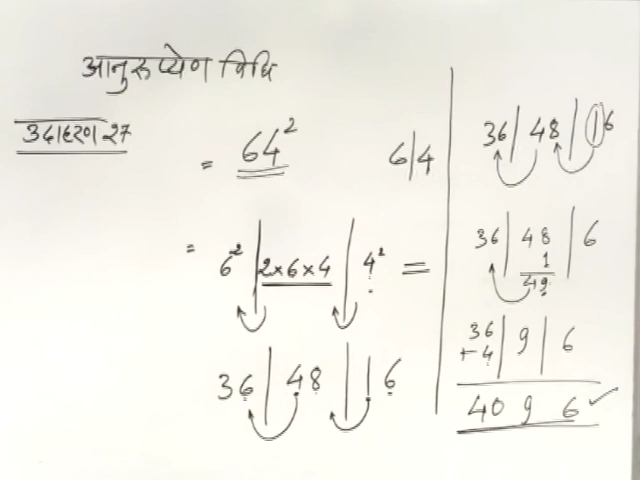 आनुरूप्येण विधि
उदाहरण 27
= 64²
6|4
= 6² | 2×6×4 | 4² =
36 | 48 | 16
36 | 48 | 16
36 | 48 | 6
1
49
36 | 9 | 6
+4
40 9 6 ✓